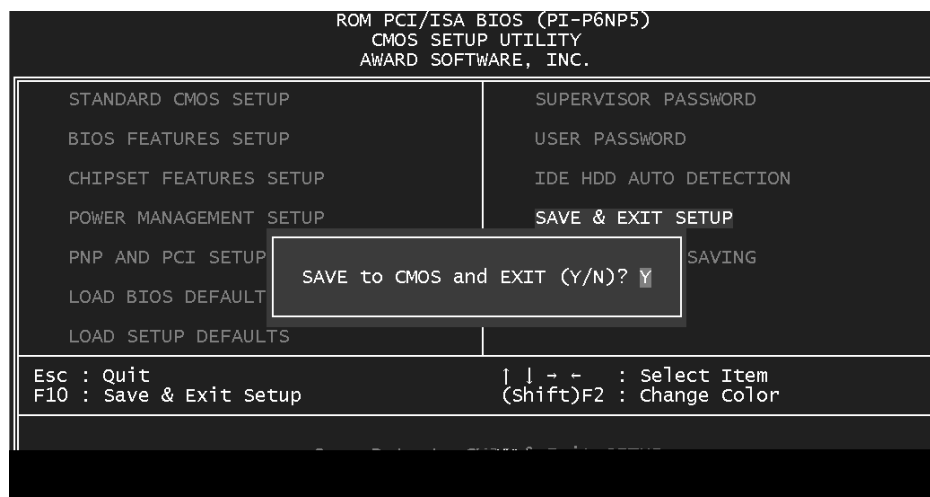 ROM PCI/ISA BIOS (PI-P6NP5)
CMOS SETUP UTILITY
AWARD SOFTWARE, INC.
STANDARD CMOS SETUP
BIOS FEATURES SETUP
CHIPSET FEATURES SETUP
POWER MANAGEMENT SETUP
PNP AND PCI SETUP
LOAD BIOS DEFAULT
LOAD SETUP DEFAULTS
SUPERVISOR PASSWORD
USER PASSWORD
IDE HDD AUTO DETECTION
SAVE & EXIT SETUP
SAVING
SAVE to CMOS and EXIT (Y/N)? Y
Esc : Quit
F10 : Save & Exit Setup
↑ ↓ → ← : Select Item
(Shift)F2 : Change Color